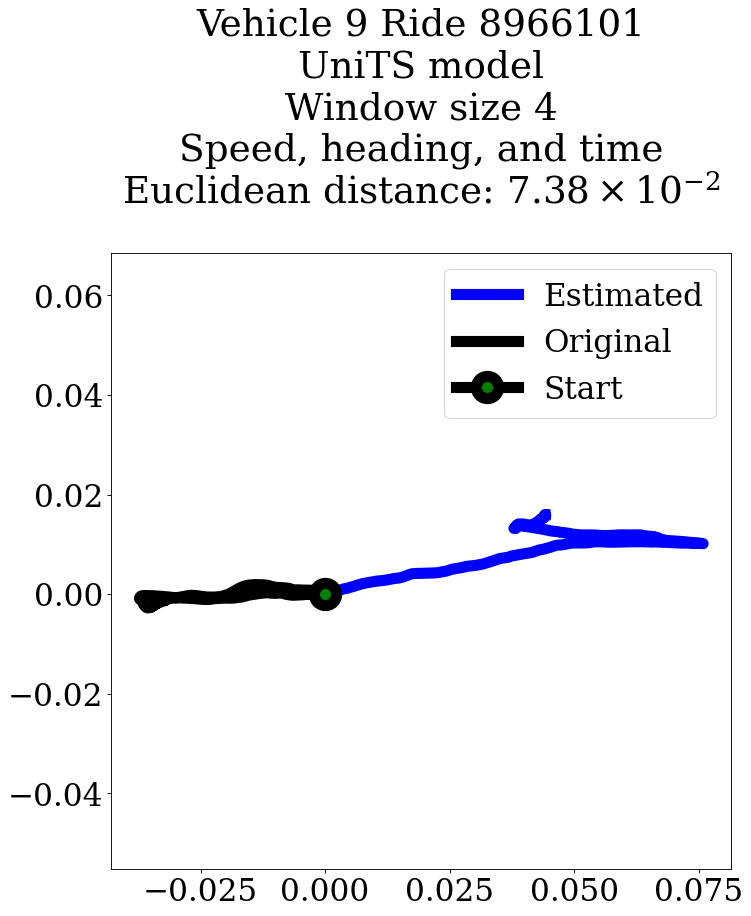 Vehicle 9 Ride 8966101
UniTS model
Window size 4
Speed, heading, and time
Euclidean distance: 7.38 × 10⁻²
Estimated
Original
Start
0.06
0.04
0.02
0.00
−0.02
−0.04
−0.025 0.000 0.025 0.050 0.075